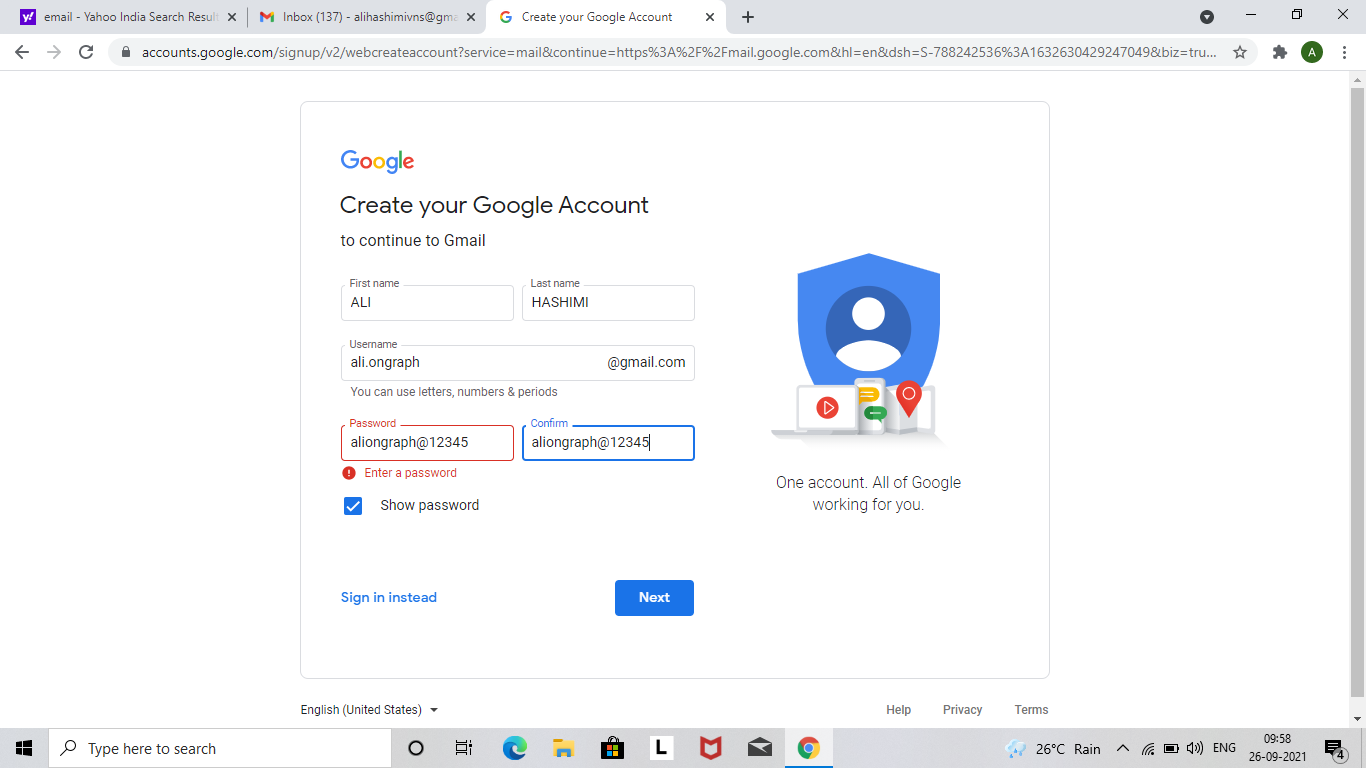 email - Yahoo India Search Result
Inbox (137) - alihashimivns@gma
Create your Google Account
accounts.google.com/signup/v2/webcreateaccount?service=mail&continue=https%3A%2F%2Fmail.google.com&hl=en&dsh=S-788242536%3A1632630429247049&biz=tru...
A
Google
Create your Google Account
to continue to Gmail
First name
Last name
ALI
HASHIMI
Username
ali.ongraph
@gmail.com
You can use letters, numbers & periods
Password
Confirm
aliongraph@12345
aliongraph@12345
Enter a password
Show password
One account. All of Google
working for you.
Sign in instead
Next
English (United States)
Help
Privacy
Terms
Type here to search
L
26°C Rain
ENG
09:58
26-09-2021
4